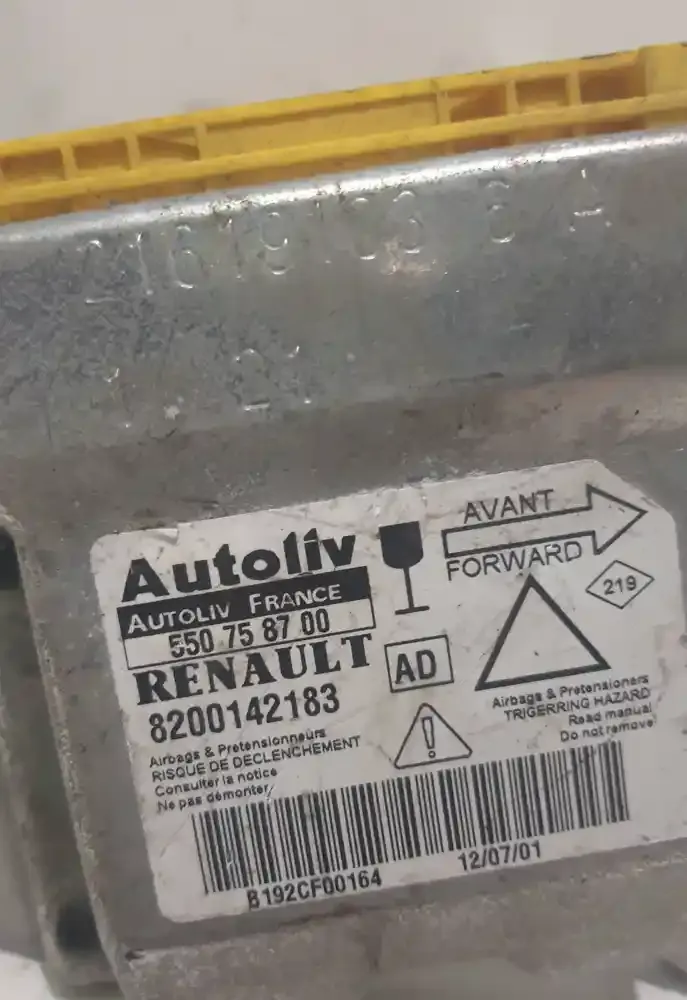 Autoliv
AUTOLIV FRANCE
550 75 87 00
RENAULT
8200142183
AVANT
FORWARD
219
AD
Airbags & Pretensionneurs
RISQUE DE DECLENCHEMENT
Consulter la notice
Ne pas démonter
Airbags & Pretensioners
TRIGERRING HAZARD
Read manual
Do not remove
B192CF00164
12/07/01